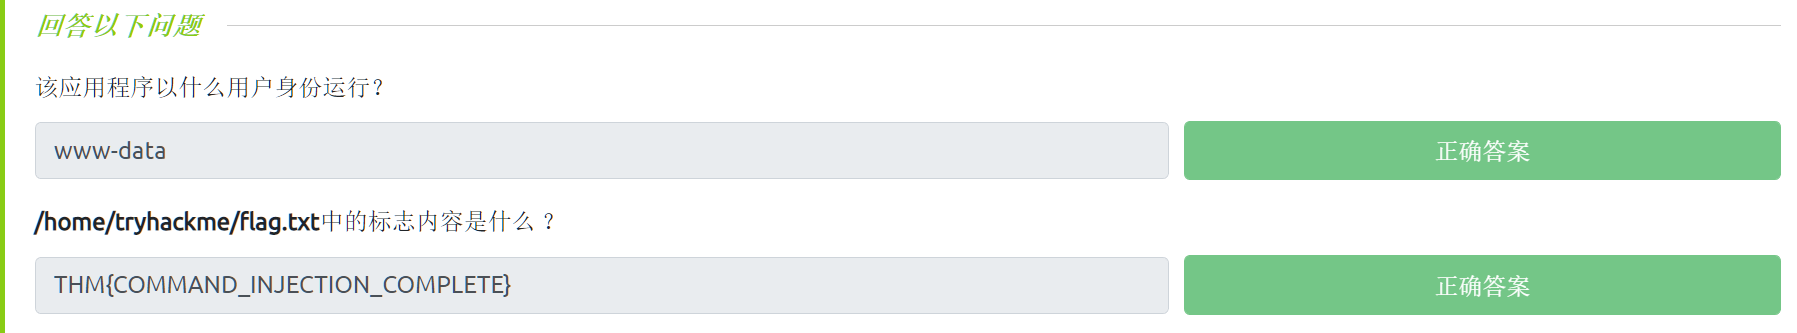 回答以下问题
该应用程序以什么用户身份运行?
www-data
正确答案
/home/tryhackme/flag.txt中的标志内容是什么 ？
THM{COMMAND_INJECTION_COMPLETE}
正确答案